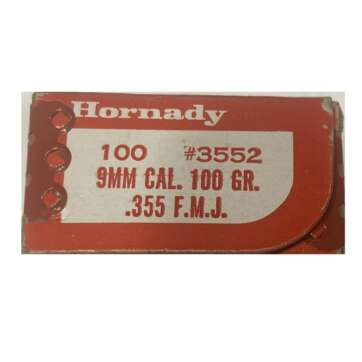 Hornady
100 #3552
9MM CAL. 100 GR.
.355 F.M.J.